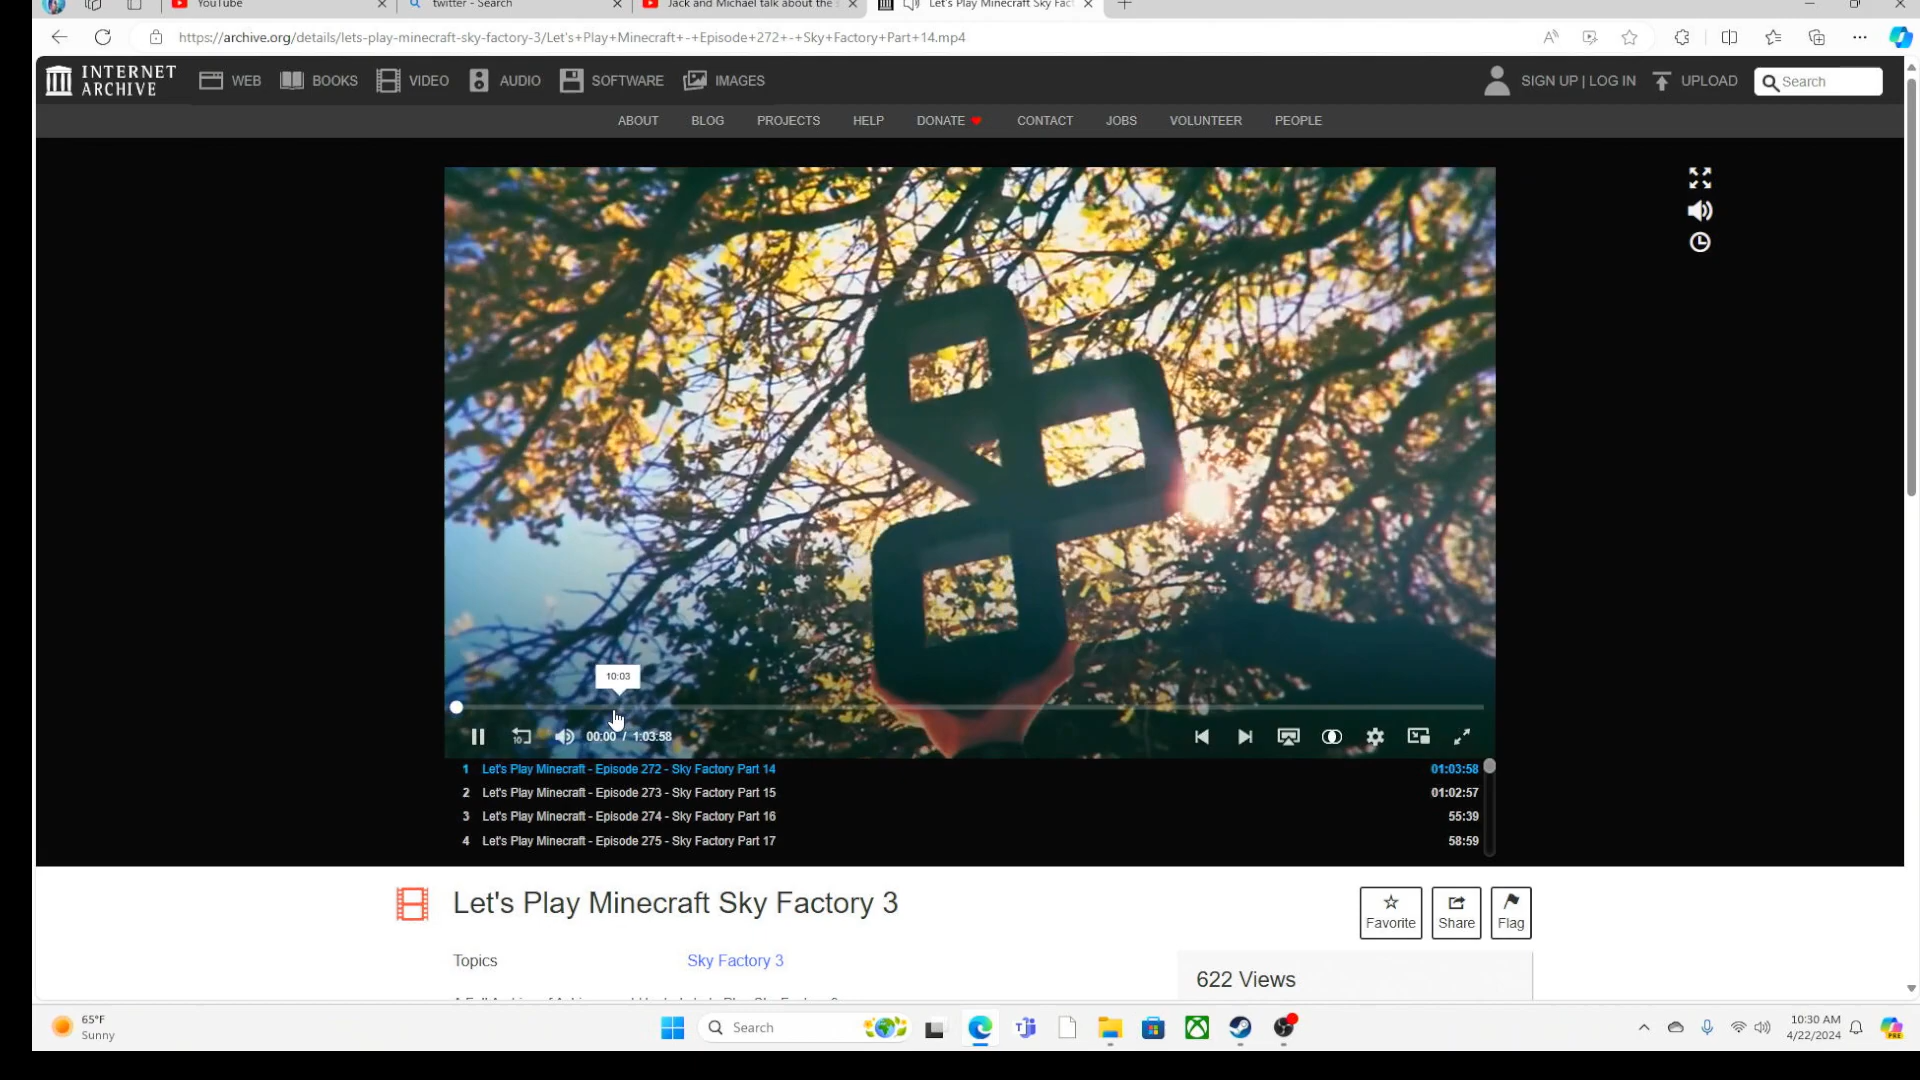 YouTube
twitter - Search
Jack and Michael talk about the s
Let's Play Minecraft Sky Fact
https://archive.org/details/lets-play-minecraft-sky-factory-3/Let's+Play+Minecraft+-+Episode+272+-+Sky+Factory+Part+14.mp4
INTERNET ARCHIVE
WEB BOOKS VIDEO AUDIO SOFTWARE IMAGES
SIGN UP | LOG IN UPLOAD Search
ABOUT BLOG PROJECTS HELP DONATE CONTACT JOBS VOLUNTEER PEOPLE
10:03
10 00:00 / 1:03:58
1 Let's Play Minecraft - Episode 272 - Sky Factory Part 14 01:03:58
2 Let's Play Minecraft - Episode 273 - Sky Factory Part 15 01:02:57
3 Let's Play Minecraft - Episode 274 - Sky Factory Part 16 55:39
4 Let's Play Minecraft - Episode 275 - Sky Factory Part 17 58:59
Let's Play Minecraft Sky Factory 3
Favorite Share Flag
Topics Sky Factory 3
622 Views
65°F
Sunny
Search
10:30 AM
4/22/2024
PRE